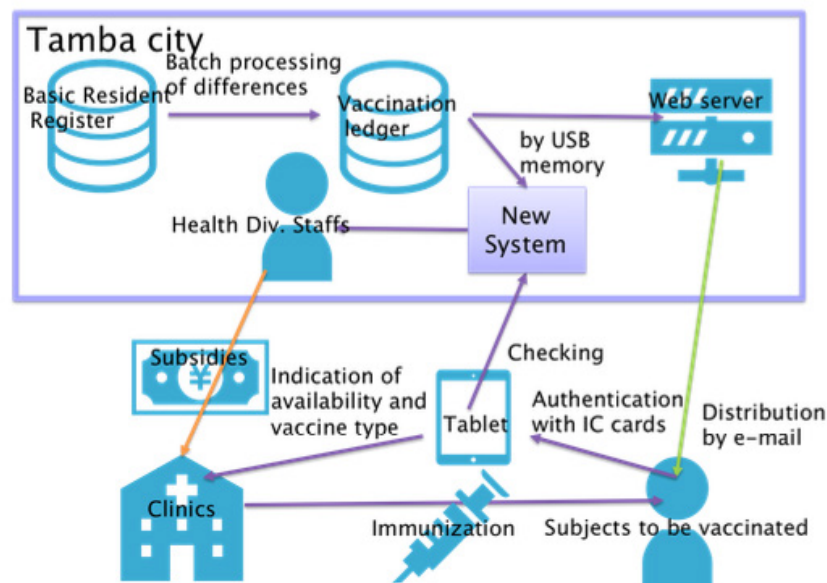 Tamba city
Batch processing
of differences
Basic Resident
Register
Vaccination
ledger
Web server
by USB
memory
Health Div. Staffs
New
System
Subsidies
¥
Indication of
availability and
vaccine type
Checking
Tablet
Authentication
with IC cards
Distribution
by e-mail
Clinics
Immunization
Subjects to be vaccinated